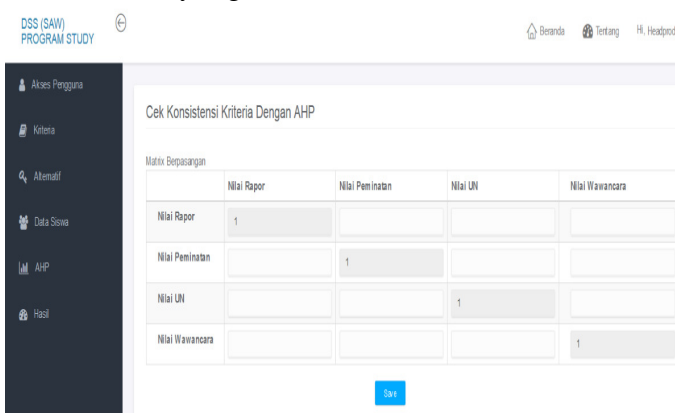 DSS (SAW)
PROGRAM STUDY
Beranda
Tentang
Hi, Headprod
Akses Pengguna
Kriteria
Alternatif
Data Siswa
AHP
Hasil
Cek Konsistensi Kriteria Dengan AHP
Matrix Berpasangan
Nilai Rapor Nilai Peminatan Nilai UN Nilai Wawancara
Nilai Rapor 1
Nilai Peminatan 1
Nilai UN 1
Nilai Wawancara 1
Save